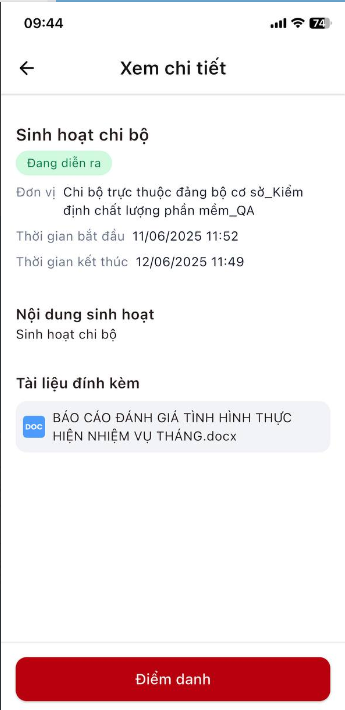 09:44
74
Xem chi tiết
Sinh hoạt chi bộ
Đang diễn ra
Đơn vị Chi bộ trực thuộc đảng bộ cơ sở_Kiểm
định chất lượng phần mềm_QA
Thời gian bắt đầu 11/06/2025 11:52
Thời gian kết thúc 12/06/2025 11:49
Nội dung sinh hoạt
Sinh hoạt chi bộ
Tài liệu đính kèm
DOC
BÁO CÁO ĐÁNH GIÁ TÌNH HÌNH THỰC
HIỆN NHIỆM VỤ THÁNG.docx
Điểm danh